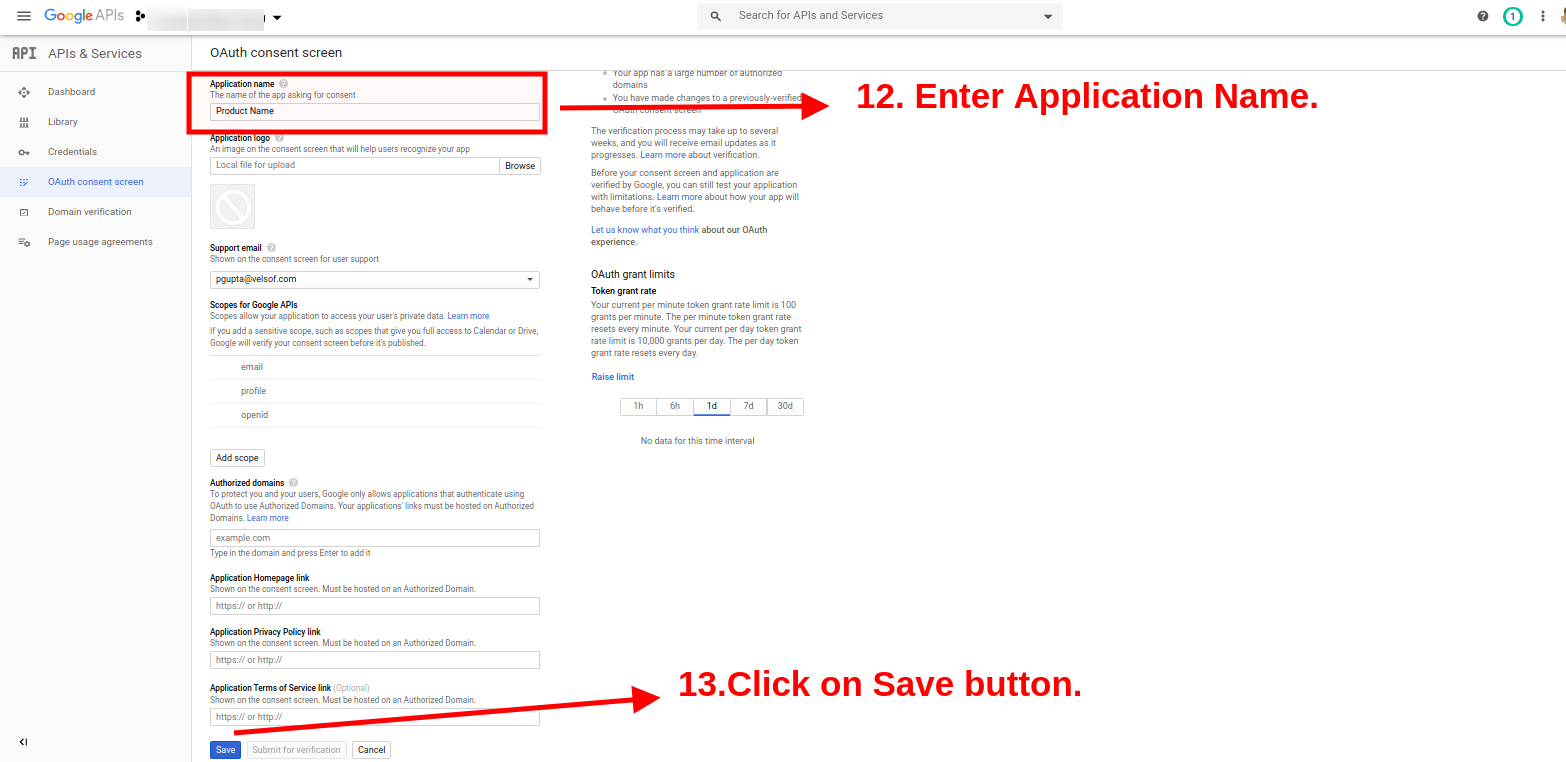 Google APIs
Search for APIs and Services
1
API APIs & Services
OAuth consent screen
Dashboard
Library
Credentials
OAuth consent screen
Domain verification
Page usage agreements
Application name ?
The name of the app asking for consent
Product Name
12. Enter Application Name.
Application logo ?
An image on the consent screen that will help users recognize your app
Local file for upload
Browse
Support email ?
Shown on the consent screen for user support
pgupta@velsof.com
Scopes for Google APIs
Scopes allow your application to access your user's private data. Learn more
If you add a sensitive scope, such as scopes that give you full access to Calendar or Drive,
Google will verify your consent screen before it's published.
email
profile
openid
Add scope
Authorized domains ?
To protect you and your users, Google only allows applications that authenticate using
OAuth to use Authorized Domains. Your applications' links must be hosted on Authorized
Domains. Learn more
example.com
Type in the domain and press Enter to add it
Application Homepage link
Shown on the consent screen. Must be hosted on an Authorized Domain.
https:// or http://
Application Privacy Policy link
Shown on the consent screen. Must be hosted on an Authorized Domain.
https:// or http://
Application Terms of Service link (Optional)
Shown on the consent screen. Must be hosted on an Authorized Domain.
https:// or http://
13.Click on Save button.
Save
Submit for verification
Cancel
Your app has a large number of authorized
domains
You have made changes to a previously-verified
OAuth consent screen
The verification process may take up to several
weeks, and you will receive email updates as it
progresses. Learn more about verification.
Before your consent screen and application are
verified by Google, you can still test your application
with limitations. Learn more about how your app will
behave before it's verified.
Let us know what you think about our OAuth
experience.
OAuth grant limits
Token grant rate
Your current per minute token grant rate limit is 100
grants per minute. The per minute token grant rate
resets every minute. Your current per day token grant
rate limit is 10,000 grants per day. The per day token
grant rate resets every day.
Raise limit
1h 6h 1d 7d 30d
No data for this time interval